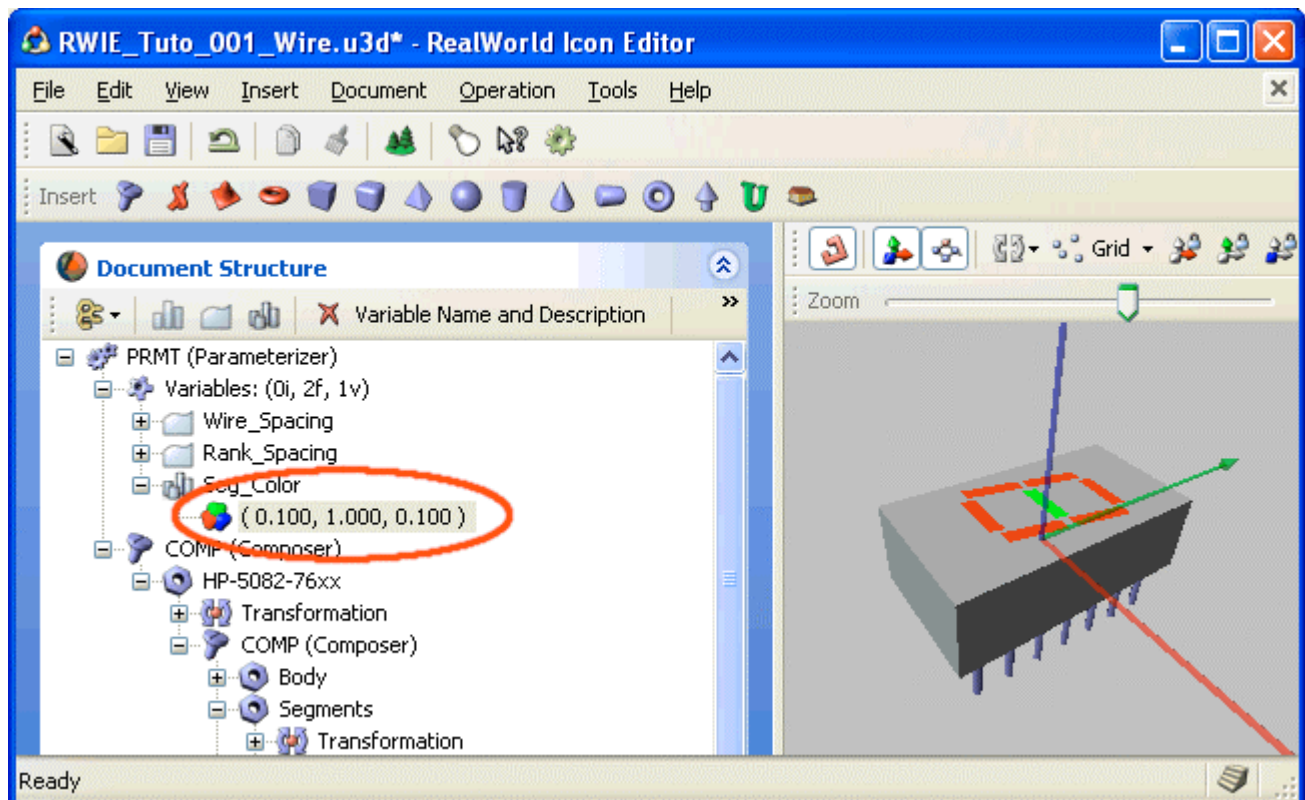 RWIE_Tuto_001_Wire.u3d* - RealWorld Icon Editor
File Edit View Insert Document Operation Tools Help
Insert
Document Structure
Variable Name and Description
PRMT (Parameterizer)
Variables: (0i, 2f, 1v)
Wire_Spacing
Rank_Spacing
Seg_Color
( 0.100, 1.000, 0.100 )
COMP (Composer)
HP-5082-76xx
Transformation
COMP (Composer)
Body
Segments
Transformation
Grid
Zoom
Ready